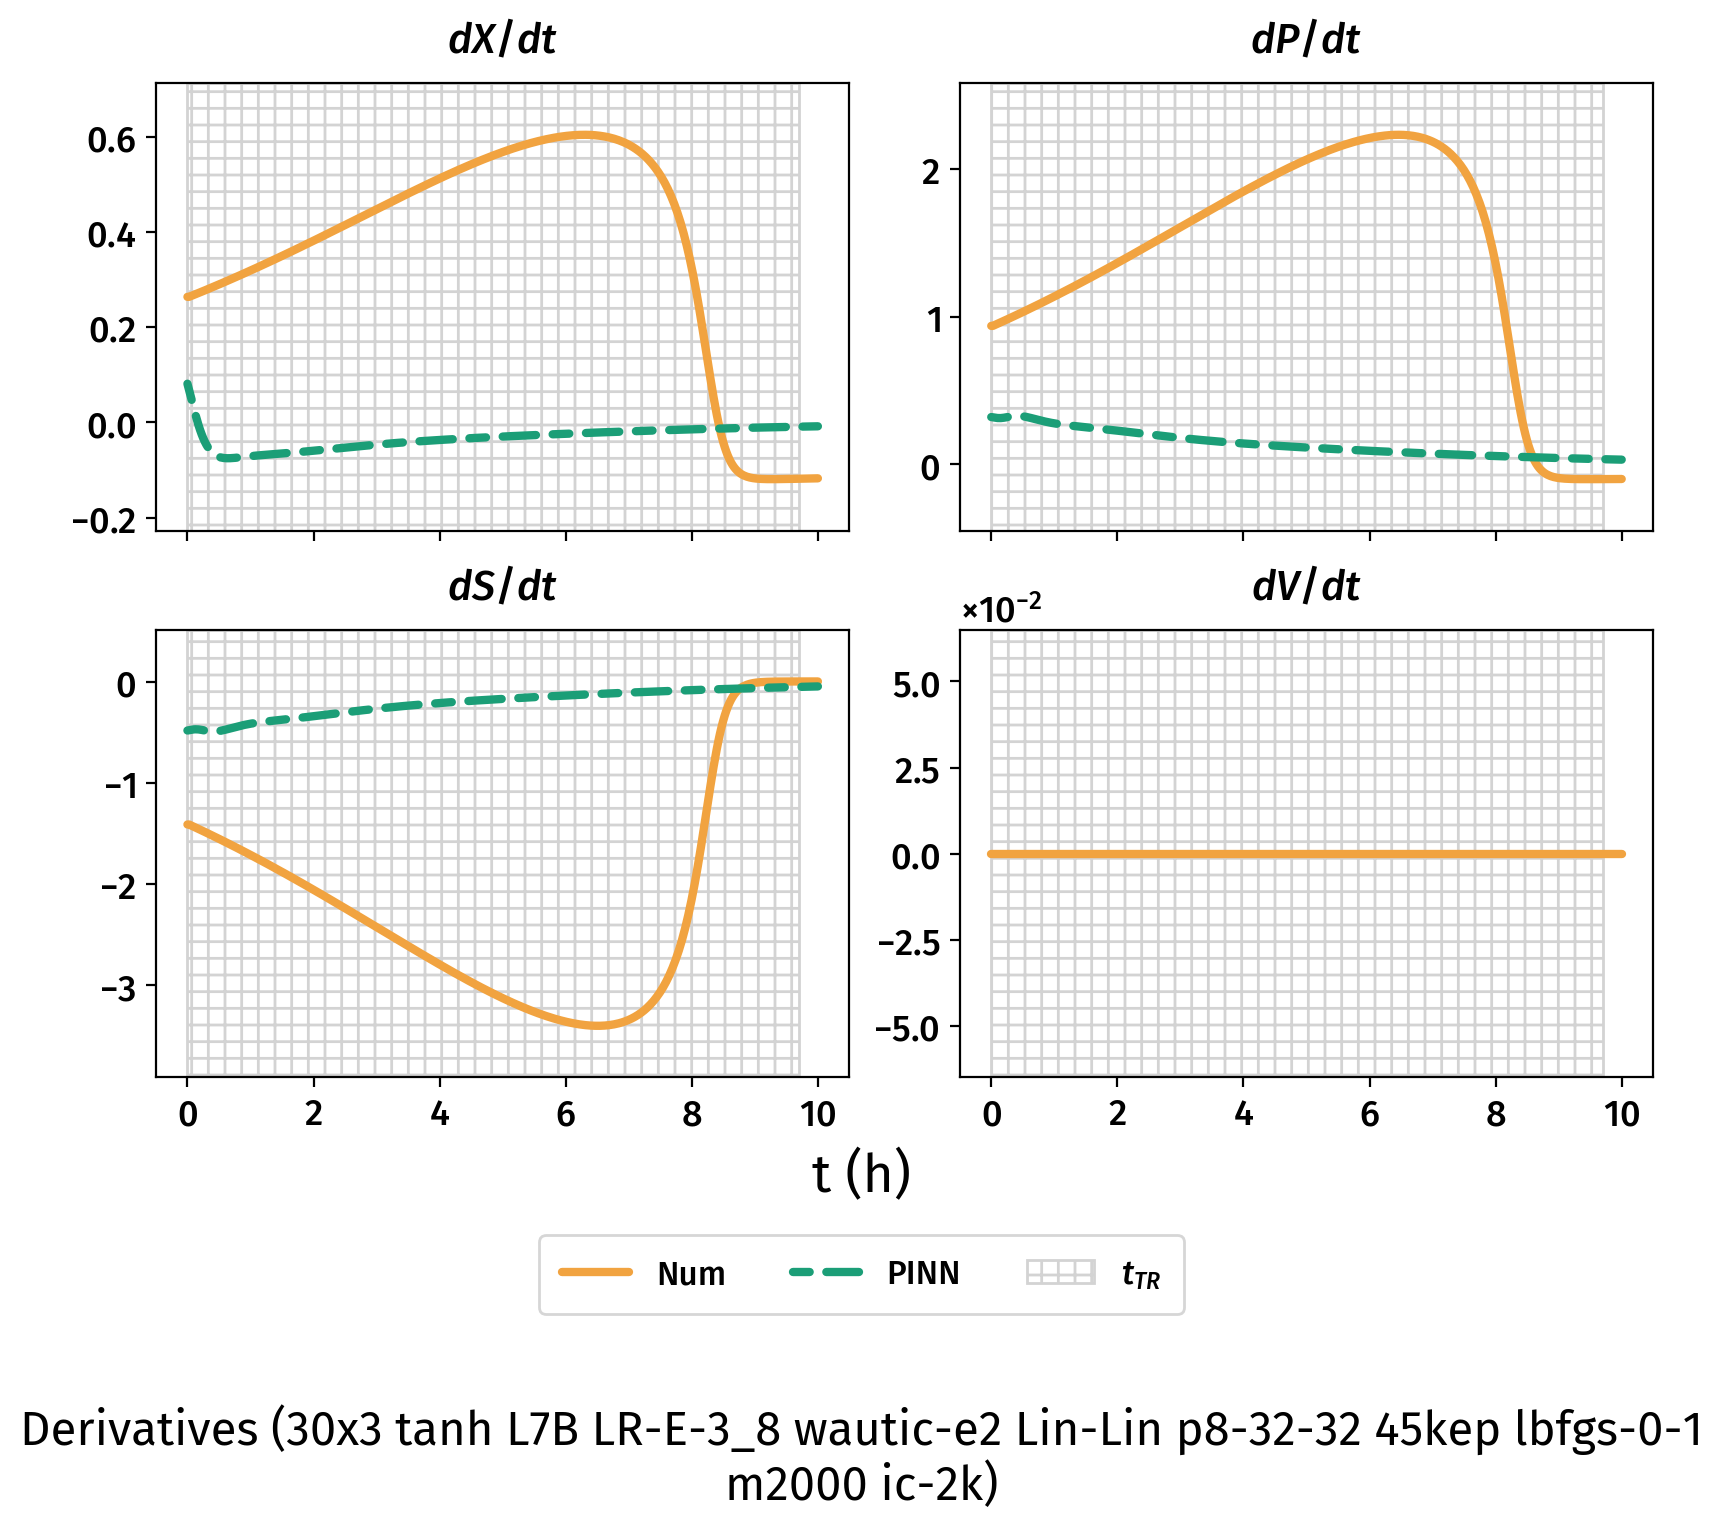 dX/dt
dP/dt
0.6
0.4
0.2
0.0
−0.2
2
1
0
dS/dt
dV/dt
×10⁻²
0
−1
−2
−3
5.0
2.5
0.0
−2.5
−5.0
0 2 4 6 8 10
0 2 4 6 8 10
t (h)
Num PINN t_TR
Derivatives (30x3 tanh L7B LR-E-3_8 wautic-e2 Lin-Lin p8-32-32 45kep lbfgs-0-1
m2000 ic-2k)